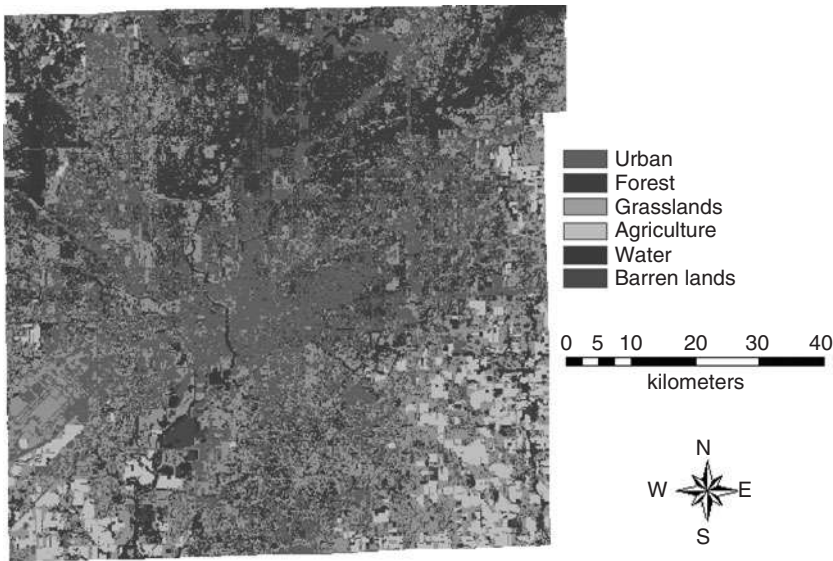 Urban
Forest
Grasslands
Agriculture
Water
Barren lands
0 5 10 20 30 40
kilometers
N
W E
S